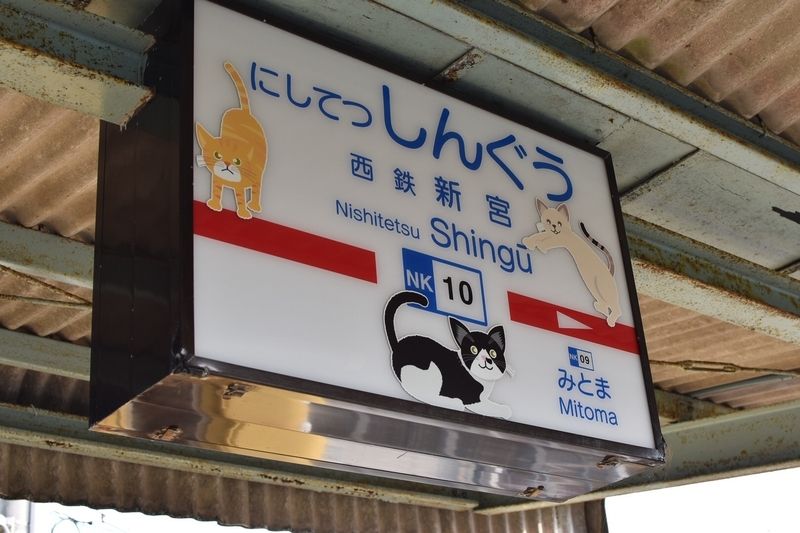 にしてつしんぐう
西鉄新宮
Nishitetsu Shingū
NK 10
NK 09
みとま
Mitoma